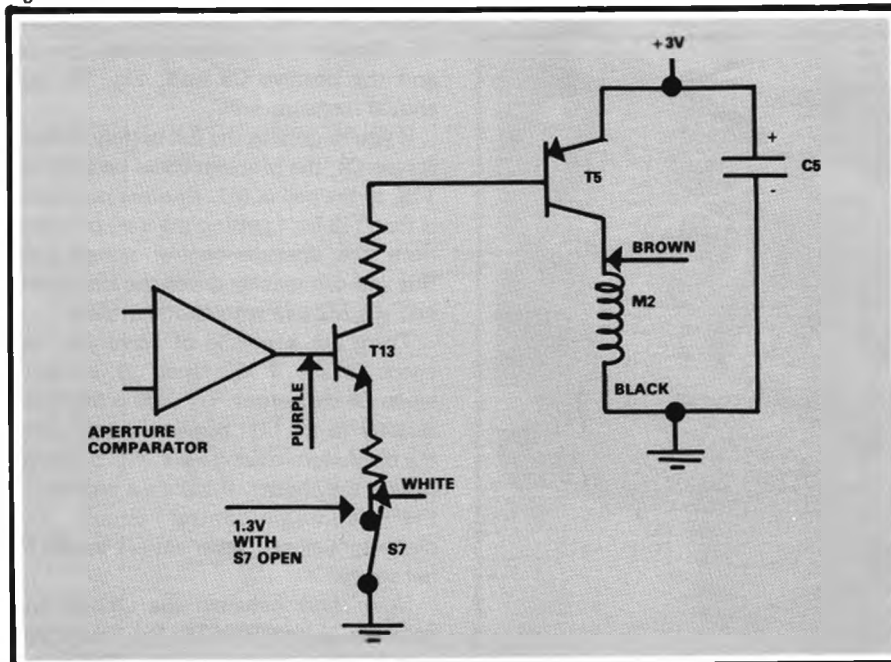 +3V
+
C5
-
T5
BROWN
M2
BLACK
T13
PURPLE
APERTURE
COMPARATOR
WHITE
1.3V
WITH
S7 OPEN
S7